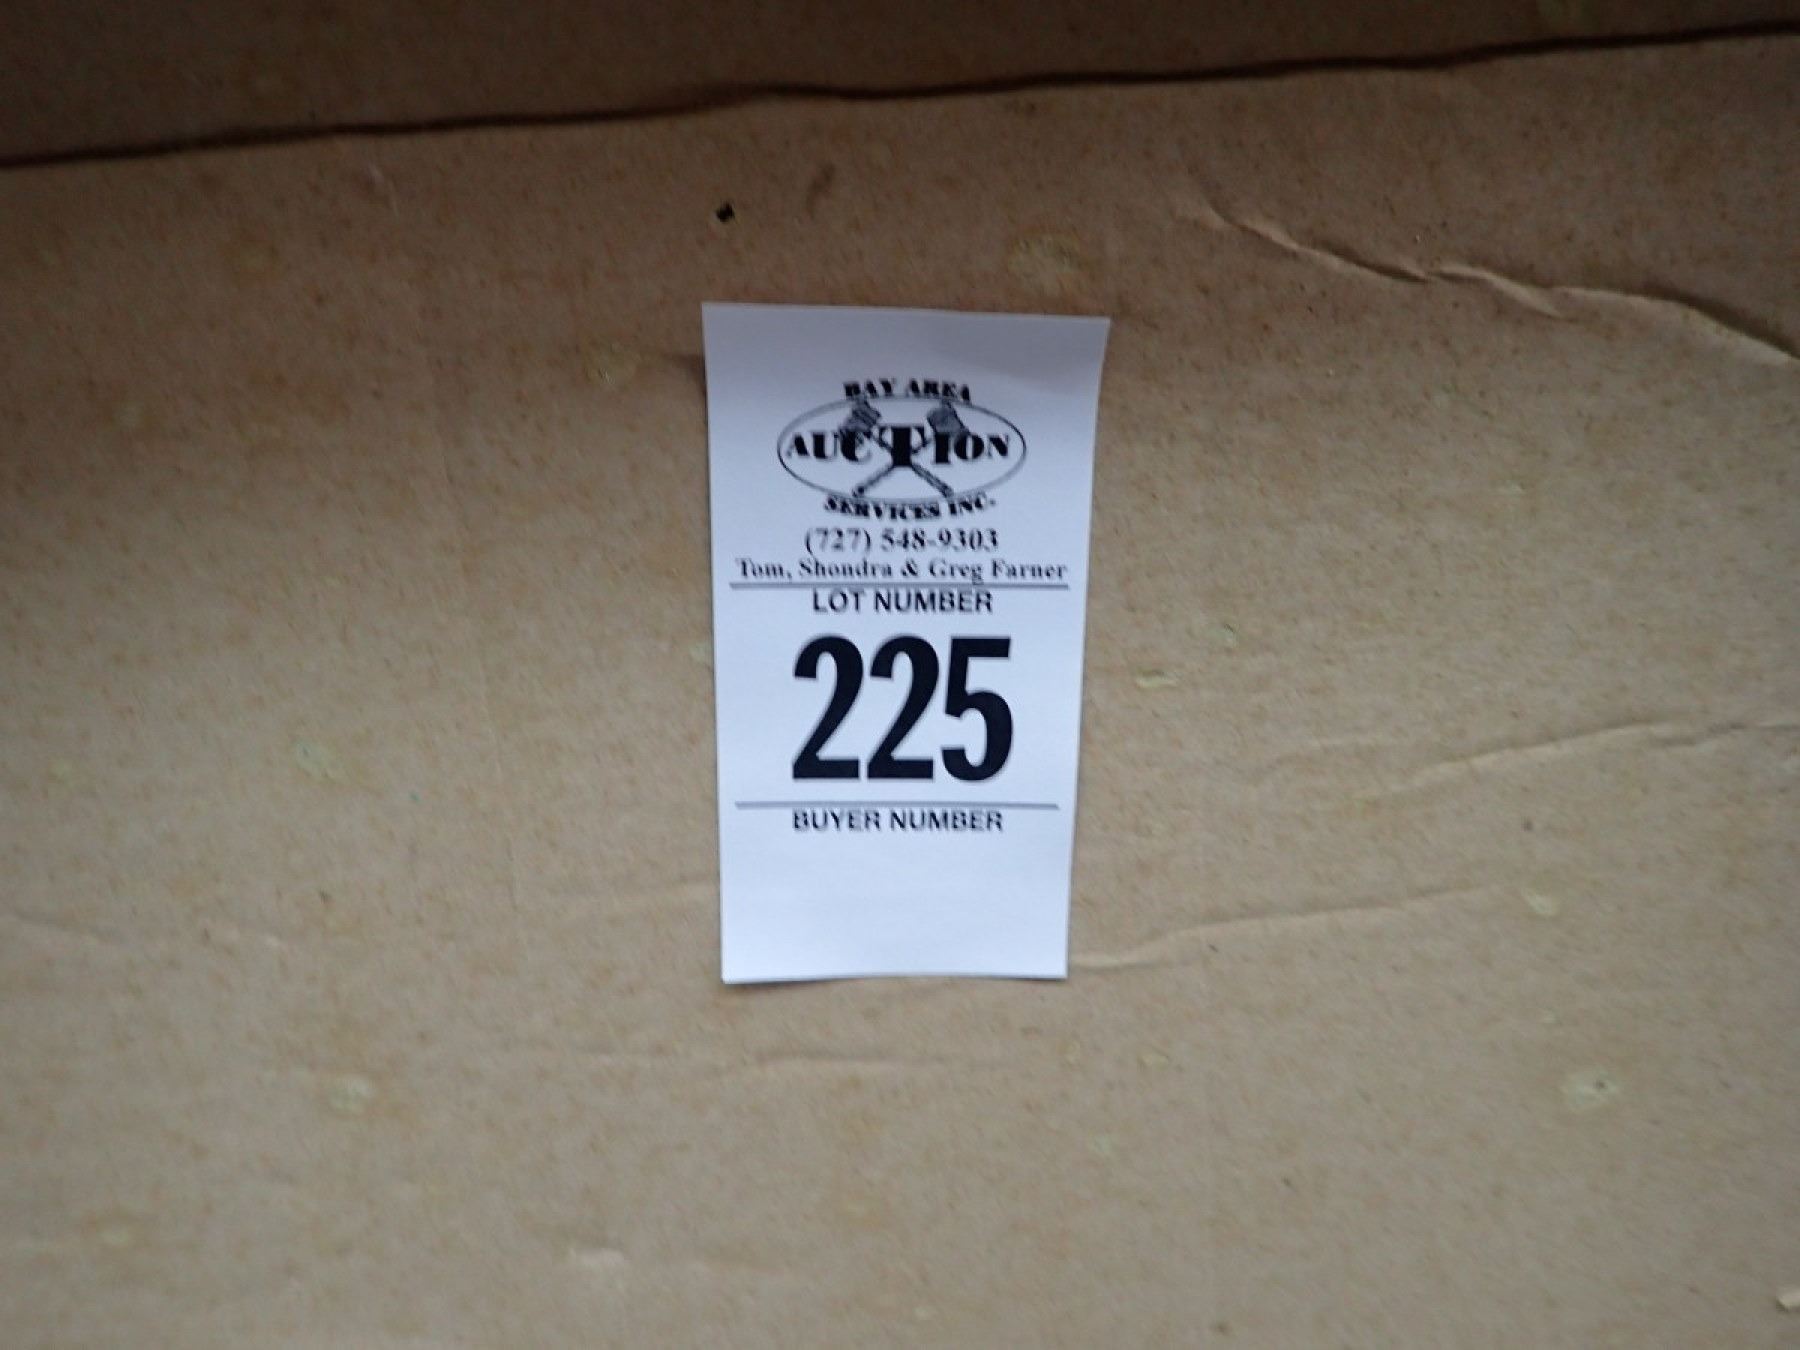 BAY AREA
AUCTION
SERVICES INC.
(727) 548-9303
Tom, Shondra & Greg Farner
LOT NUMBER
225
BUYER NUMBER